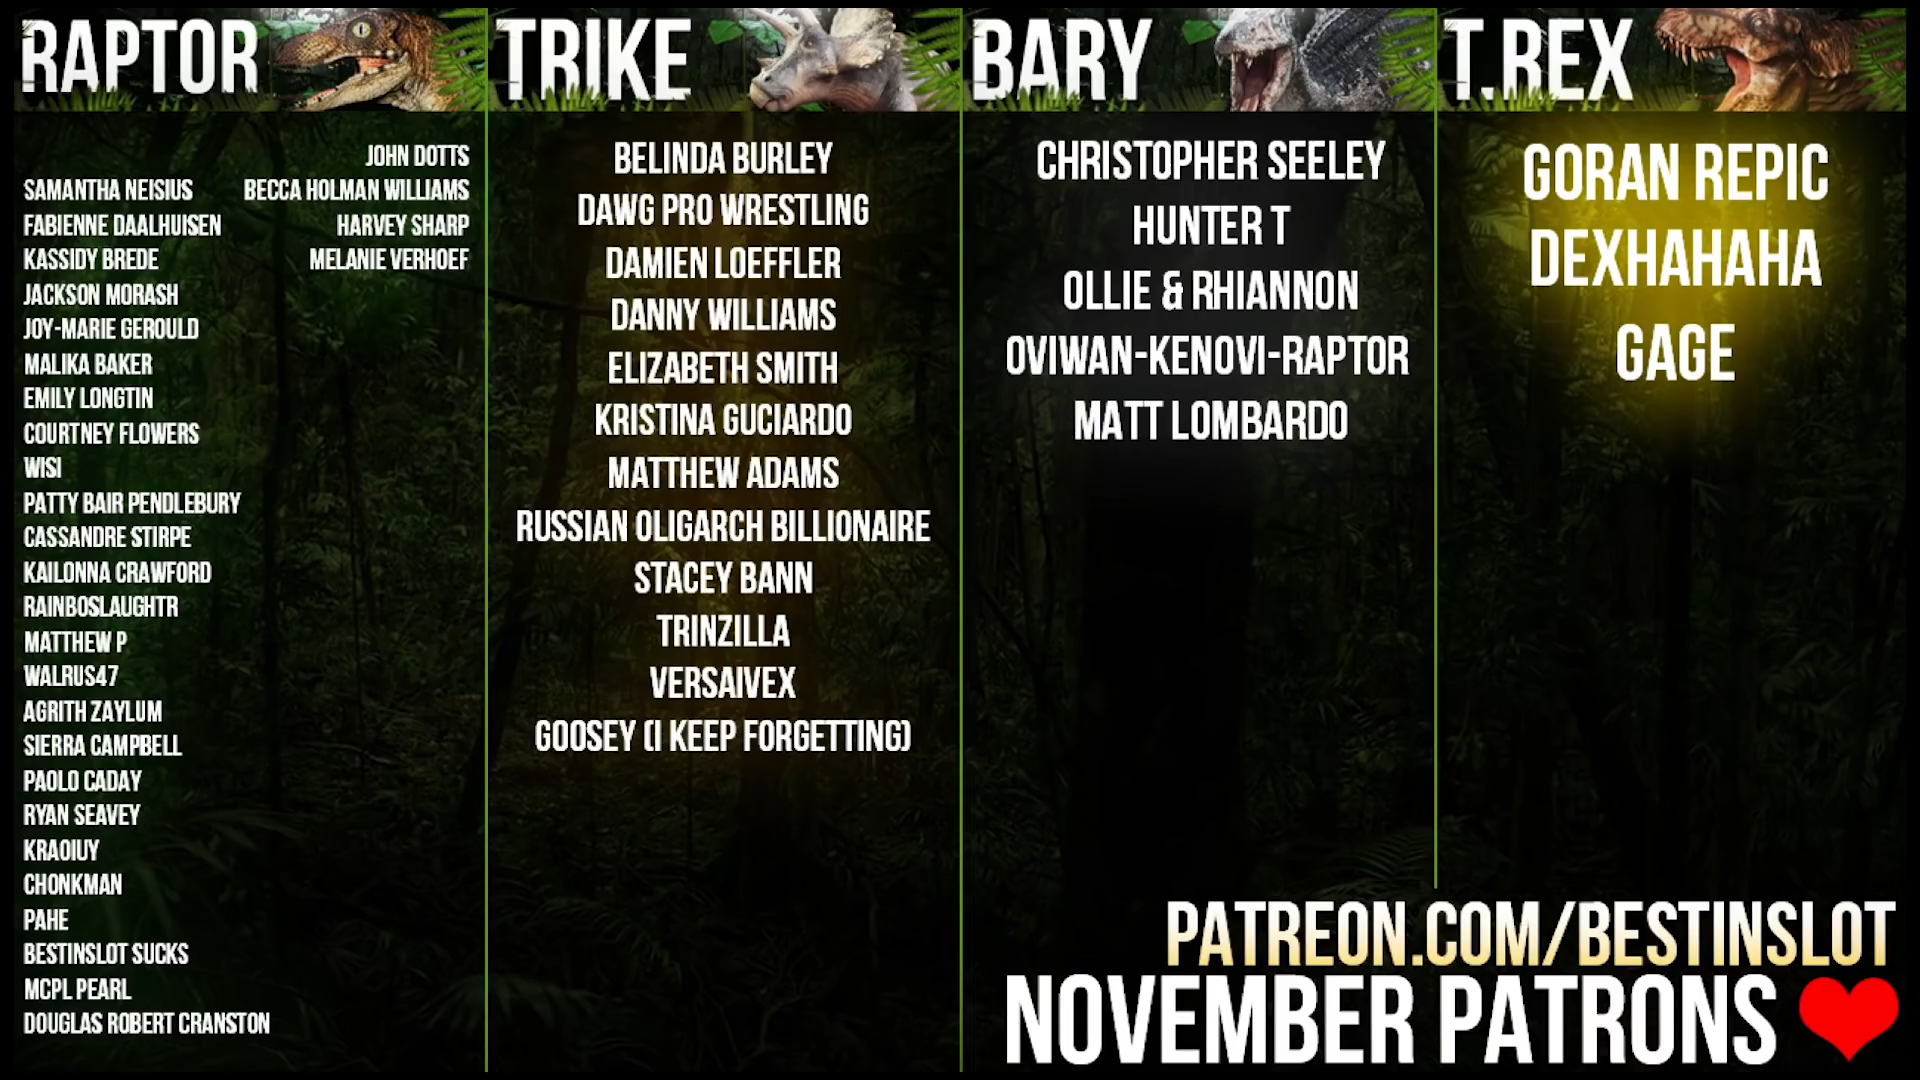 RAPTOR
SAMANTHA NEISIUS
FABIENNE DAALHUISEN
KASSIDY BREDE
JACKSON MORASH
JOY-MARIE GEROULD
MALIKA BAKER
EMILY LONGTIN
COURTNEY FLOWERS
WISI
PATTY BAIR PENDLEBURY
CASSANDRE STIRPE
KAILONNA CRAWFORD
RAINBOSLAUGHTR
MATTHEW P
WALRUS47
AGRITH ZAYLUM
SIERRA CAMPBELL
PAOLO CADAY
RYAN SEAVEY
KRAOIUY
CHONKMAN
PAHE
BESTINSLOT SUCKS
MCPL PEARL
DOUGLAS ROBERT CRANSTON
JOHN DOTTS
BECCA HOLMAN WILLIAMS
HARVEY SHARP
MELANIE VERHOEF
TRIKE
BELINDA BURLEY
DAWG PRO WRESTLING
DAMIEN LOEFFLER
DANNY WILLIAMS
ELIZABETH SMITH
KRISTINA GUCIARDO
MATTHEW ADAMS
RUSSIAN OLIGARCH BILLIONAIRE
STACEY BANN
TRINZILLA
VERSAIVEX
GOOSEY (I KEEP FORGETTING)
BARY
CHRISTOPHER SEELEY
HUNTER T
OLLIE & RHIANNON
OVIWAN-KENOVI-RAPTOR
MATT LOMBARDO
T.REX
GORAN REPIC
DEXHAHAHA
GAGE
PATREON.COM/BESTINSLOT
NOVEMBER PATRONS